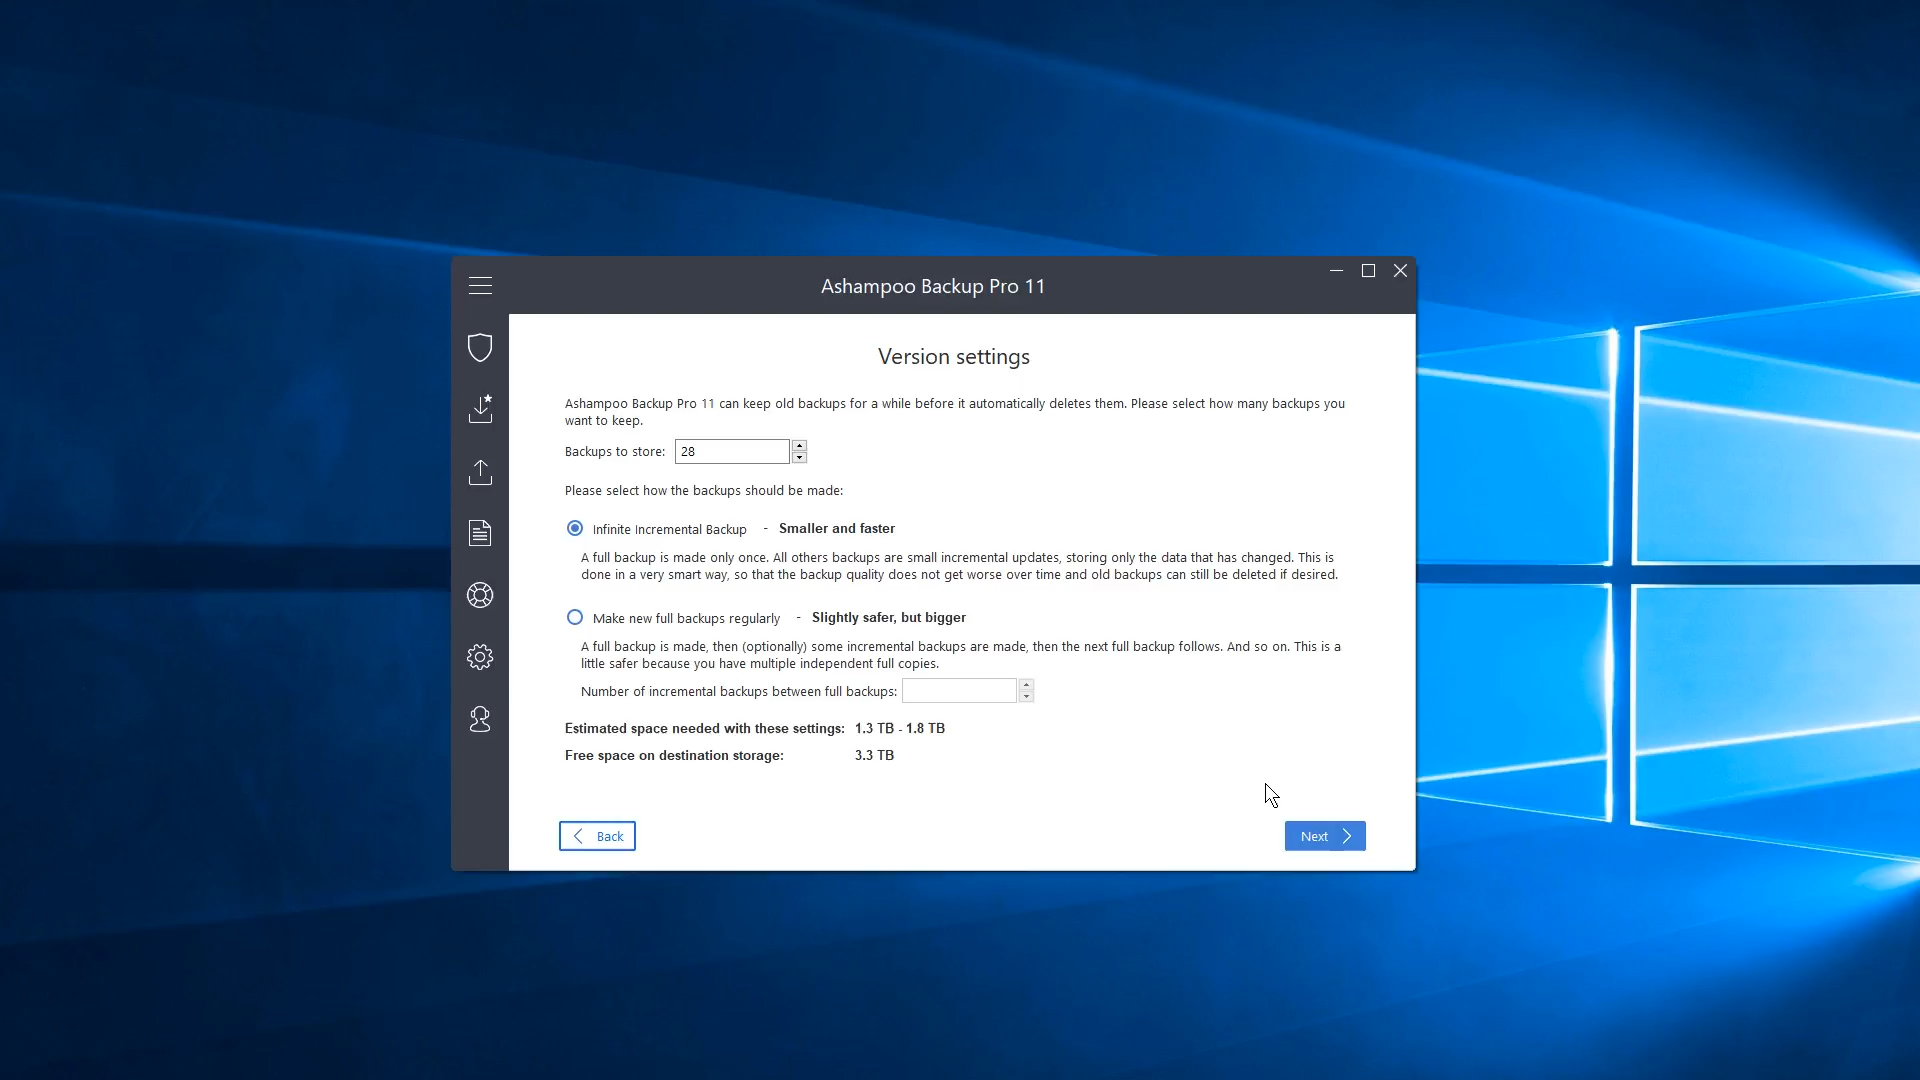 Ashampoo Backup Pro 11
Version settings
Ashampoo Backup Pro 11 can keep old backups for a while before it automatically deletes them. Please select how many backups you
want to keep.
Backups to store: 28
Please select how the backups should be made:
Infinite Incremental Backup - Smaller and faster
A full backup is made only once. All others backups are small incremental updates, storing only the data that has changed. This is
done in a very smart way, so that the backup quality does not get worse over time and old backups can still be deleted if desired.
Make new full backups regularly - Slightly safer, but bigger
A full backup is made, then (optionally) some incremental backups are made, then the next full backup follows. And so on. This is a
little safer because you have multiple independent full copies.
Number of incremental backups between full backups:
Estimated space needed with these settings: 1.3 TB - 1.8 TB
Free space on destination storage: 3.3 TB
Back
Next